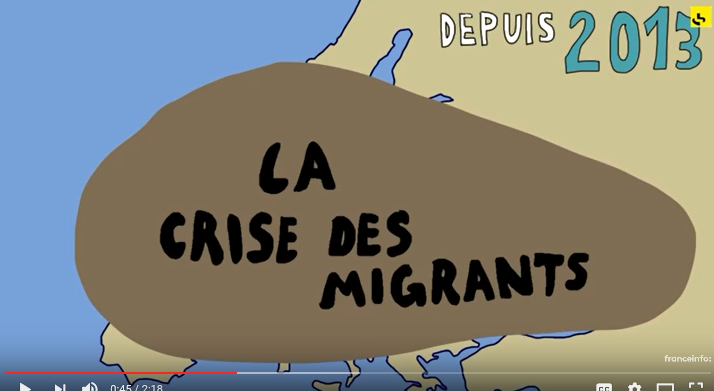 DEPUIS 2013
LA
CRISE DES
MIGRANTS
franceinfo:
0:45 / 2:18